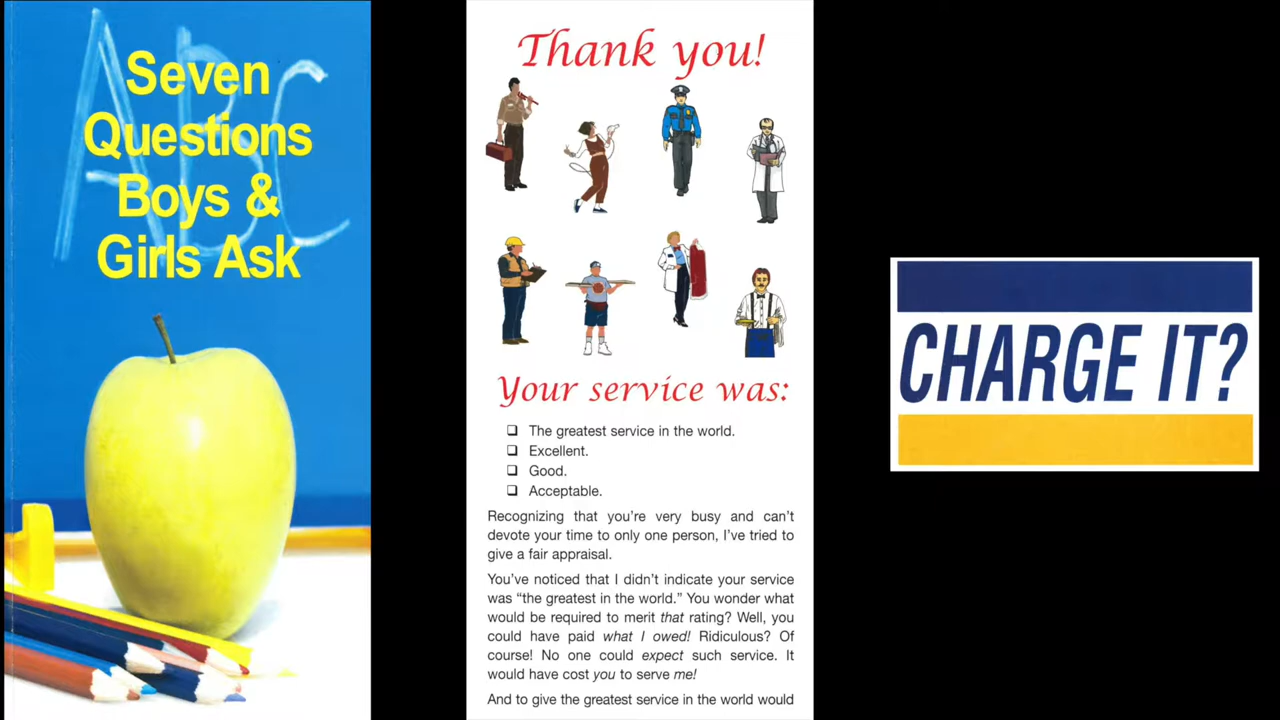 ABC
Seven
Questions
Boys &
Girls Ask
Thank you!
Your service was:
❑ The greatest service in the world.
❑ Excellent.
❑ Good.
❑ Acceptable.
Recognizing that you're very busy and can't
devote your time to only one person, I've tried to
give a fair appraisal.
You've noticed that I didn't indicate your service
was “the greatest in the world.” You wonder what
would be required to merit that rating? Well, you
could have paid what I owed! Ridiculous? Of
course! No one could expect such service. It
would have cost you to serve me!
And to give the greatest service in the world would
CHARGE IT?